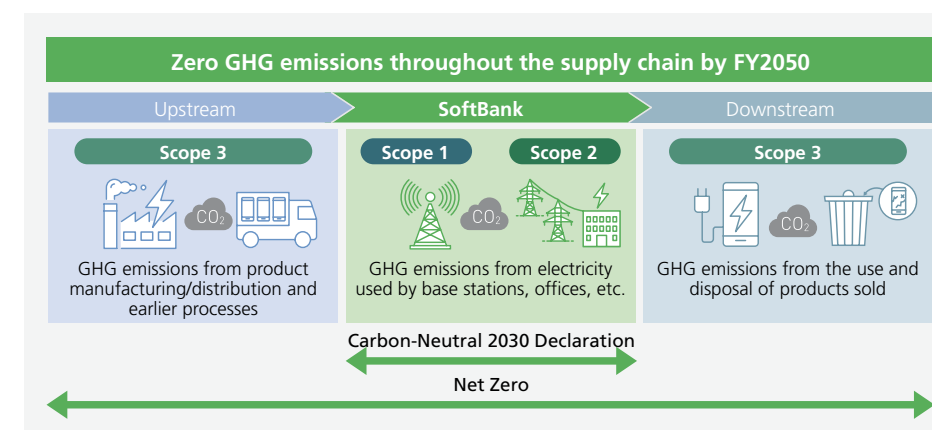 Zero GHG emissions throughout the supply chain by FY2050
Upstream
SoftBank
Downstream
Scope 3
Scope 1
Scope 2
Scope 3
CO₂
CO₂
CO₂
GHG emissions from product
manufacturing/distribution and
earlier processes
GHG emissions from electricity
used by base stations, offices, etc.
GHG emissions from the use and
disposal of products sold
Carbon-Neutral 2030 Declaration
Net Zero